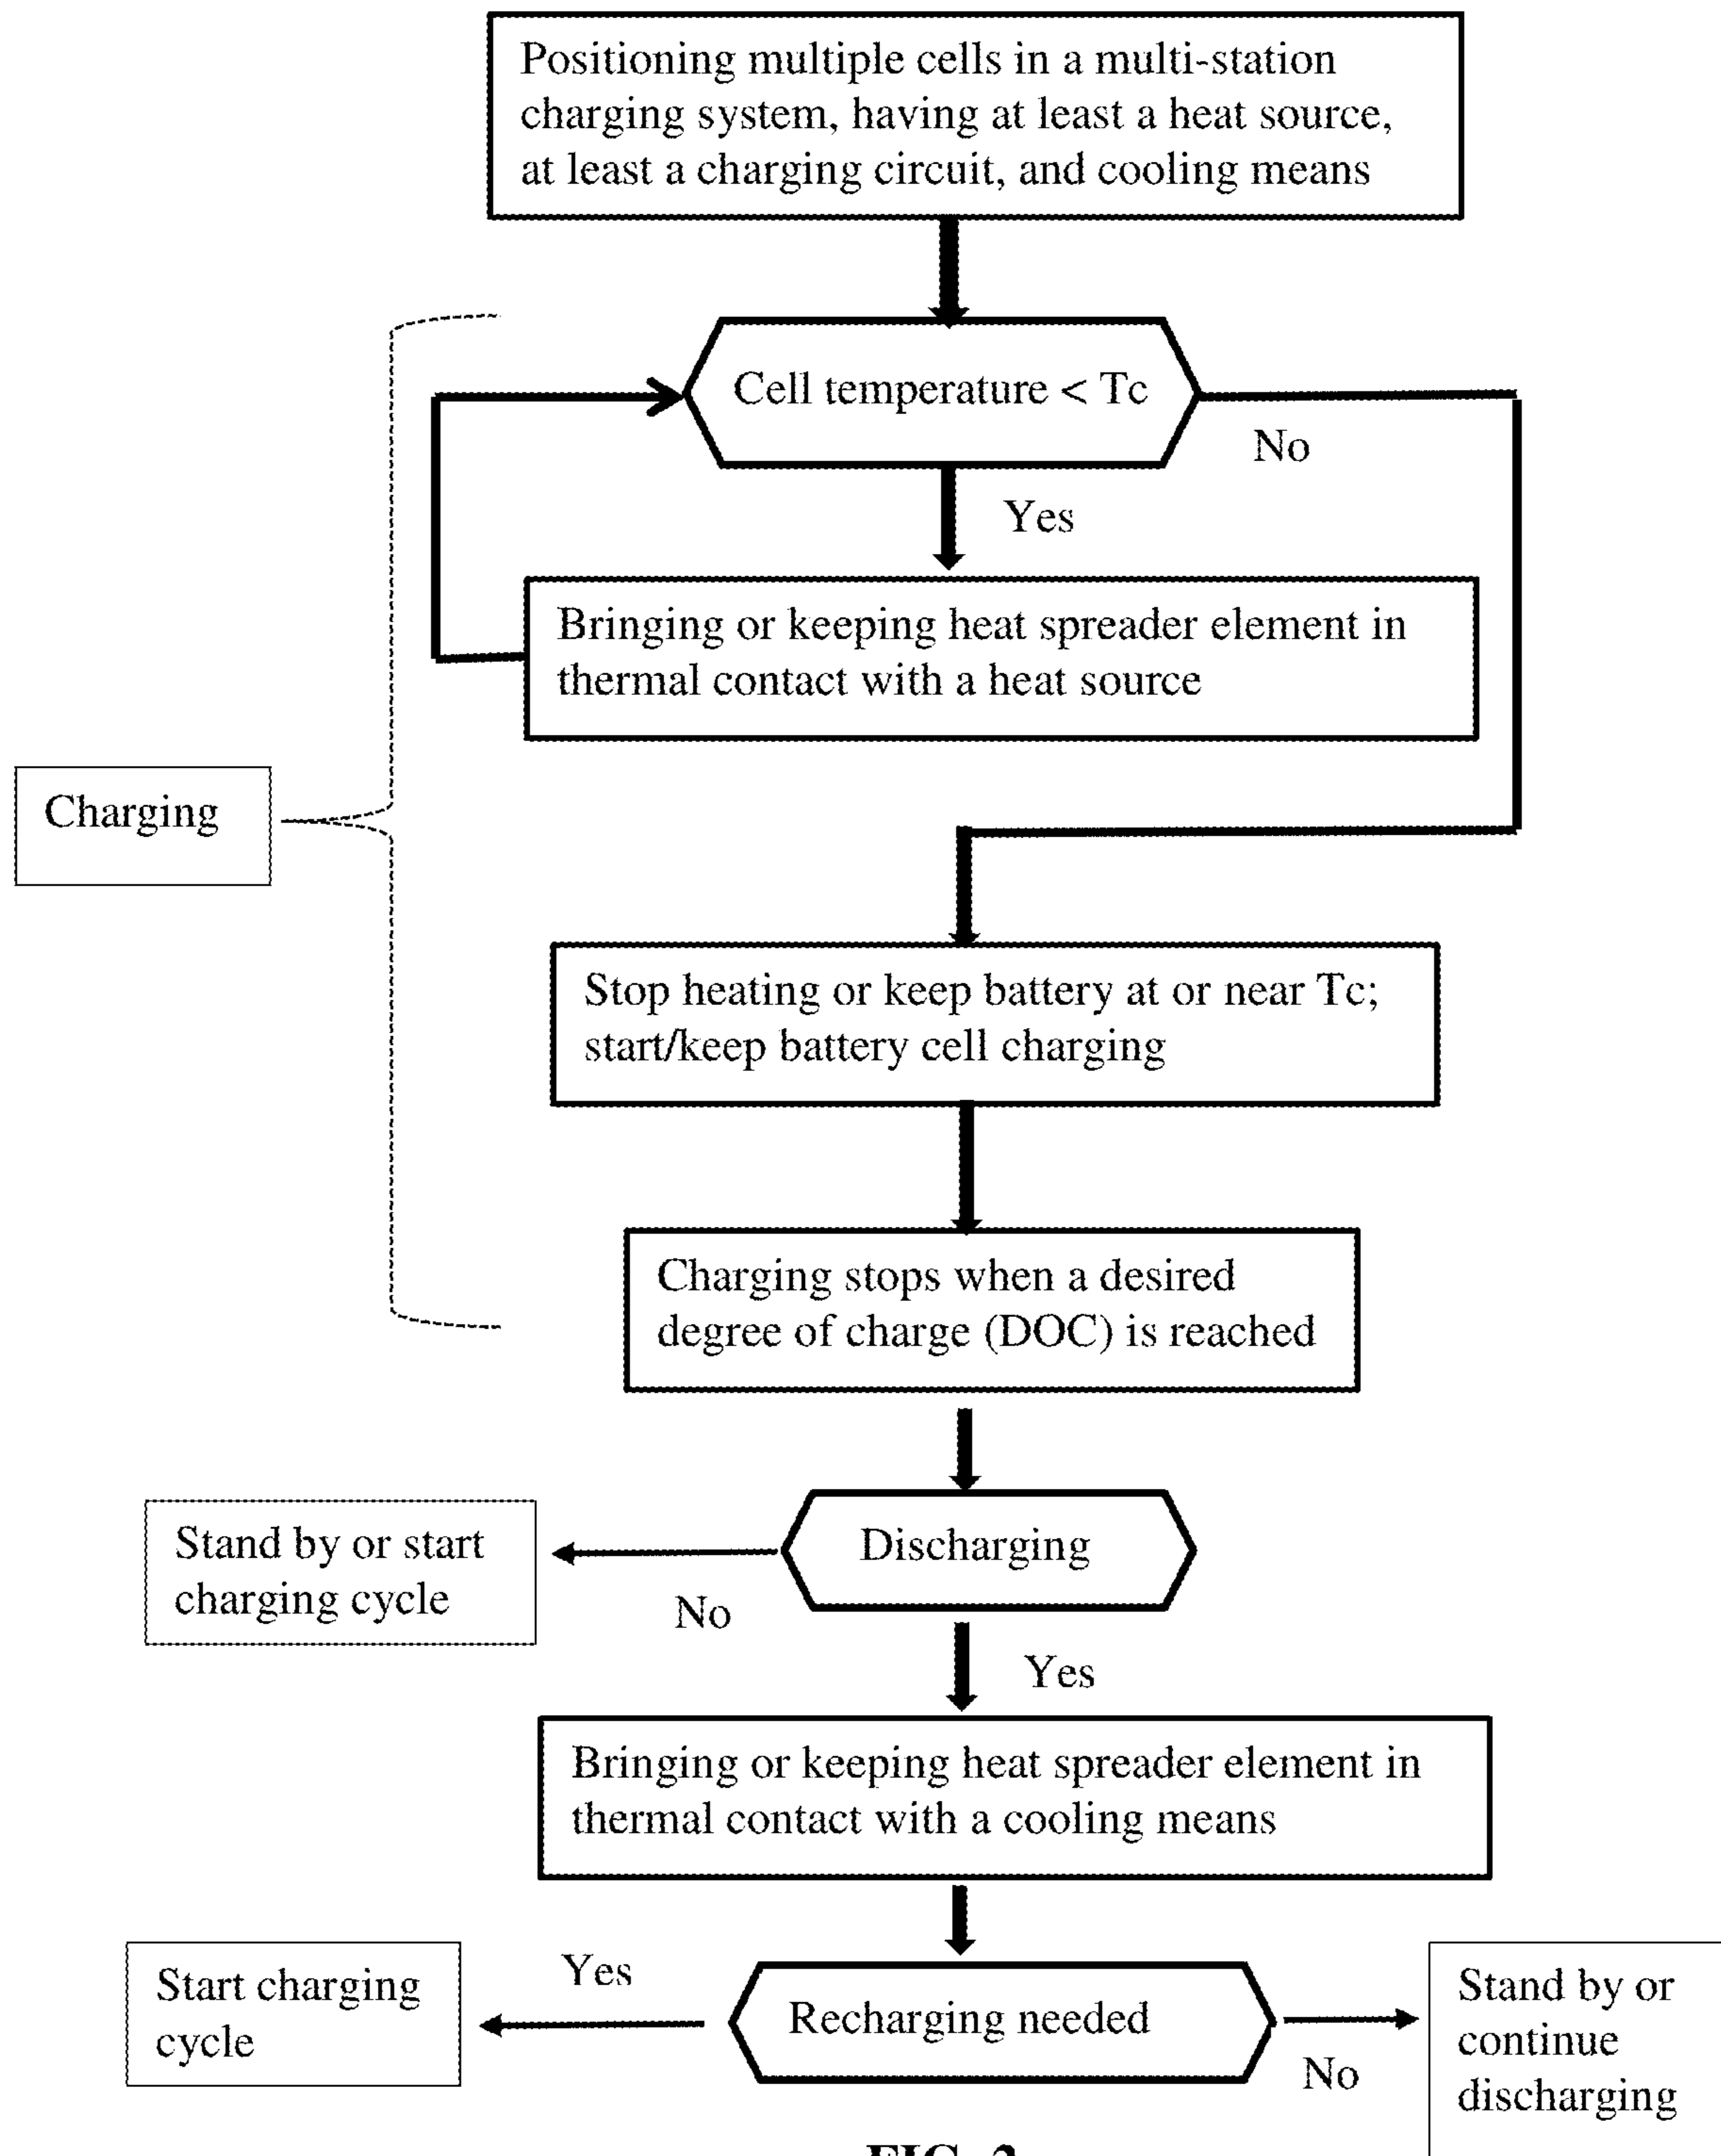 Positioning multiple cells in a multi-station
charging system, having at least a heat source,
at least a charging circuit, and cooling means
Cell temperature < Tc
No
Yes
Bringing or keeping heat spreader element in
thermal contact with a heat source
Charging
Stop heating or keep battery at or near Tc;
start/keep battery cell charging
Charging stops when a desired
degree of charge (DOC) is reached
Discharging
Stand by or start
charging cycle
No
Yes
Bringing or keeping heat spreader element in
thermal contact with a cooling means
Start charging
cycle
Yes
Recharging needed
No
Stand by or
continue
discharging
FIG. 2